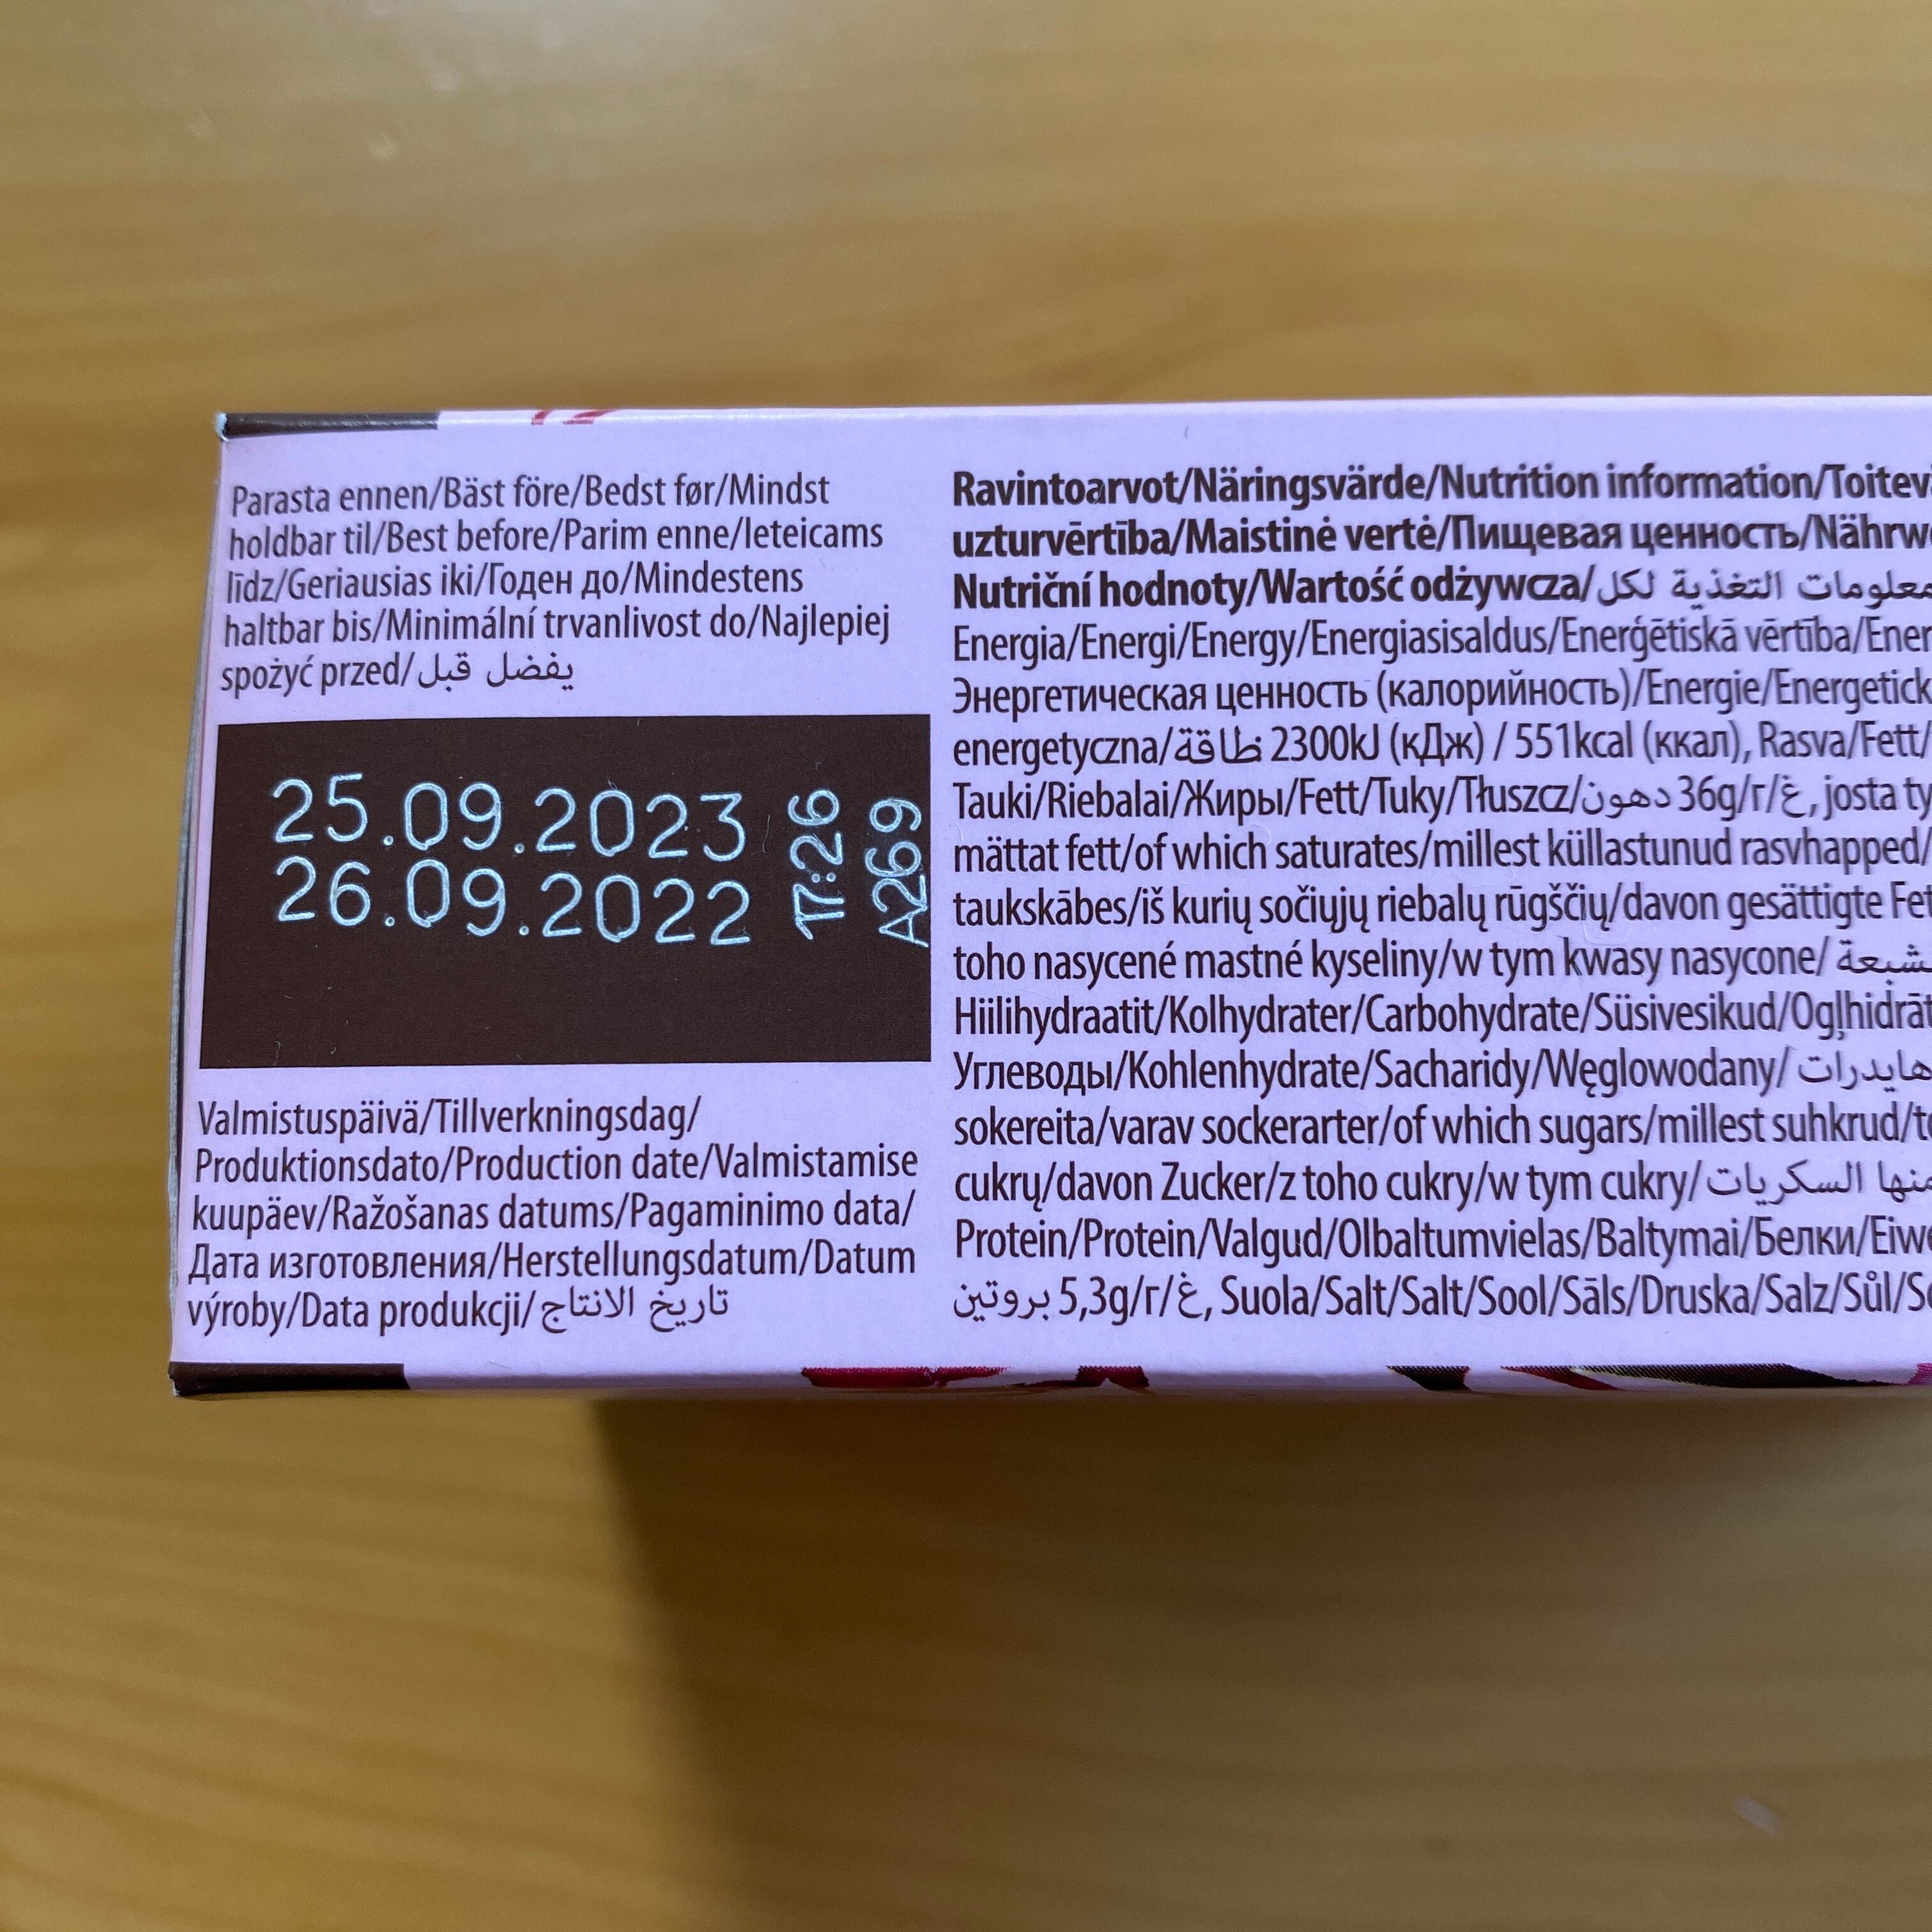 Parasta ennen/Bäst före/Bedst før/Mindst
holdbar til/Best before/Parim enne/Ieteicams
līdz/Geriausias iki/Годен до/Mindestens
haltbar bis/Minimální trvanlivost do/Najlepiej
spożyć przed/يفضل قبل
25.09.2023
26.09.2022
17:26
A269
Valmistuspäivä/Tillverkningsdag/
Produktionsdato/Production date/Valmistamise
kuupäev/Ražošanas datums/Pagaminimo data/
Дата изготовления/Herstellungsdatum/Datum
výroby/Data produkcji/تاريخ الانتاج
Ravintoarvot/Näringsvärde/Nutrition information/
uzturvērtība/Maistinė vertė/Пищевая ценность/
Nutriční hodnoty/Wartość odżywcza/معلومات التغذية لكل
Energia/Energi/Energy/Energiasisaldus/Enerģētiskā vērtība/
Энергетическая ценность (калорийность)/Energie/
energetyczna/طاقة 2300kJ (кДж) / 551kcal (ккал), Rasva/Fett/
Tauki/Riebalai/Жиры/Fett/Tuky/Tłuszcz/دهون 36g/г/غ, josta
mättat fett/of which saturates/millest küllastunud rasvhapped/
taukskābes/iš kurių sočiųjų riebalų rūgščių/davon gesättigte
toho nasycené mastné kyseliny/w tym kwasy nasycone/
Hiilihydraatit/Kolhydrater/Carbohydrate/Süsivesikud/
Углеводы/Kohlenhydrate/Sacharidy/Węglowodany/
sokereita/varav sockerarter/of which sugars/millest suhkrud/
cukrų/davon Zucker/z toho cukry/w tym cukry/منها السكريات
Protein/Protein/Valgud/Olbaltumvielas/Baltymai/Белки/
بروتين 5,3g/г/غ, Suola/Salt/Salt/Sool/Sāls/Druska/Salz/Sůl/